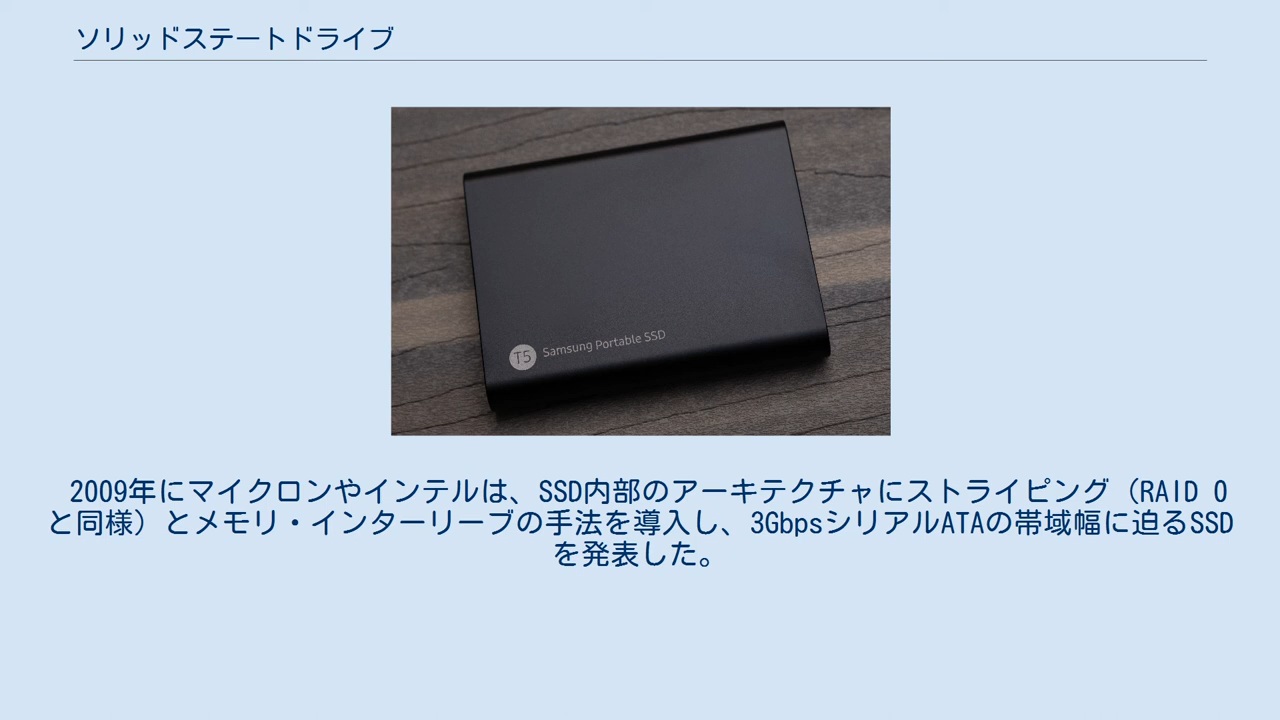 ソリッドステートドライブ
T5 Samsung Portable SSD
2009年にマイクロンやインテルは、SSD内部のアーキテクチャにストライピング（RAID 0
と同様）とメモリ・インターリーブの手法を導入し、3GbpsシリアルATAの帯域幅に迫るSSD
を発表した。